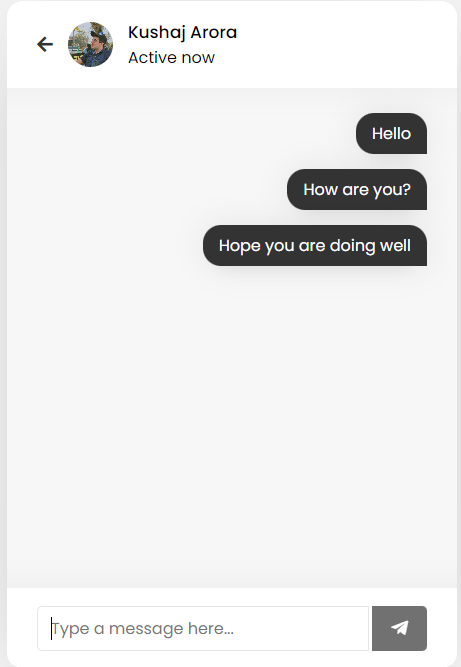 Kushaj Arora
Active now
Hello
How are you?
Hope you are doing well
Type a message here...